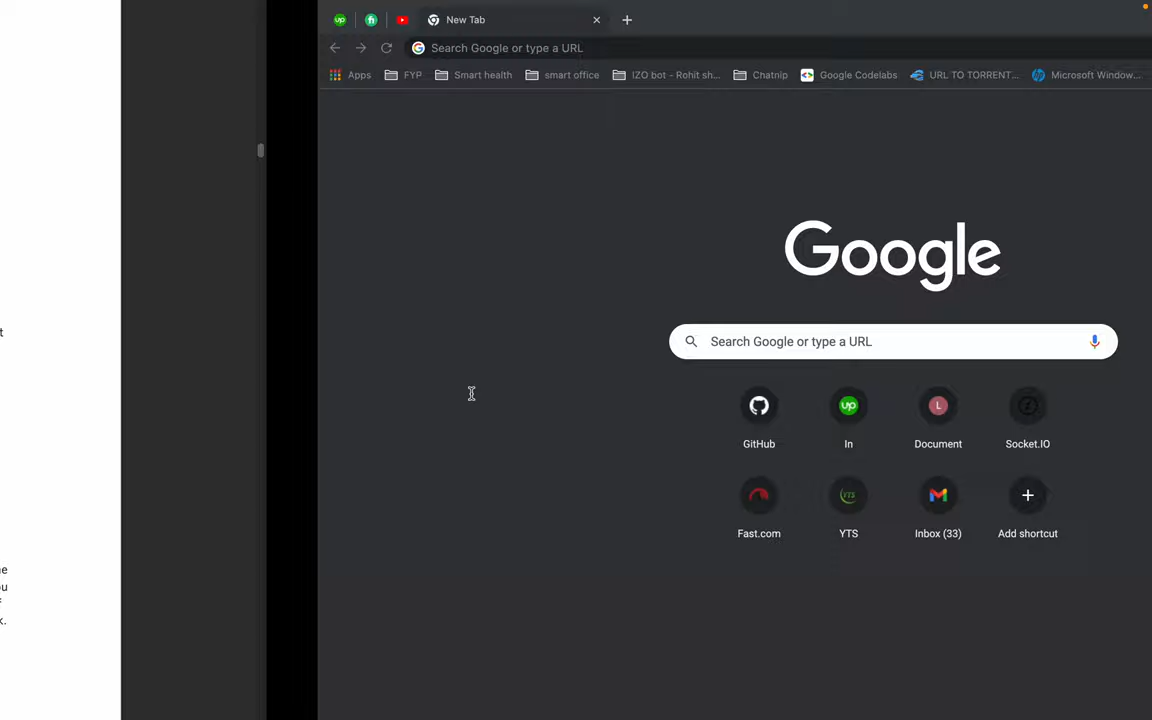 New Tab
Search Google or type a URL
Apps FYP Smart health smart office IZO bot - Rohit sh... Chatnip Google Codelabs URL TO TORRENT... Microsoft Window...
Google
Search Google or type a URL
GitHub In Document Socket.IO
Fast.com YTS Inbox (33) Add shortcut